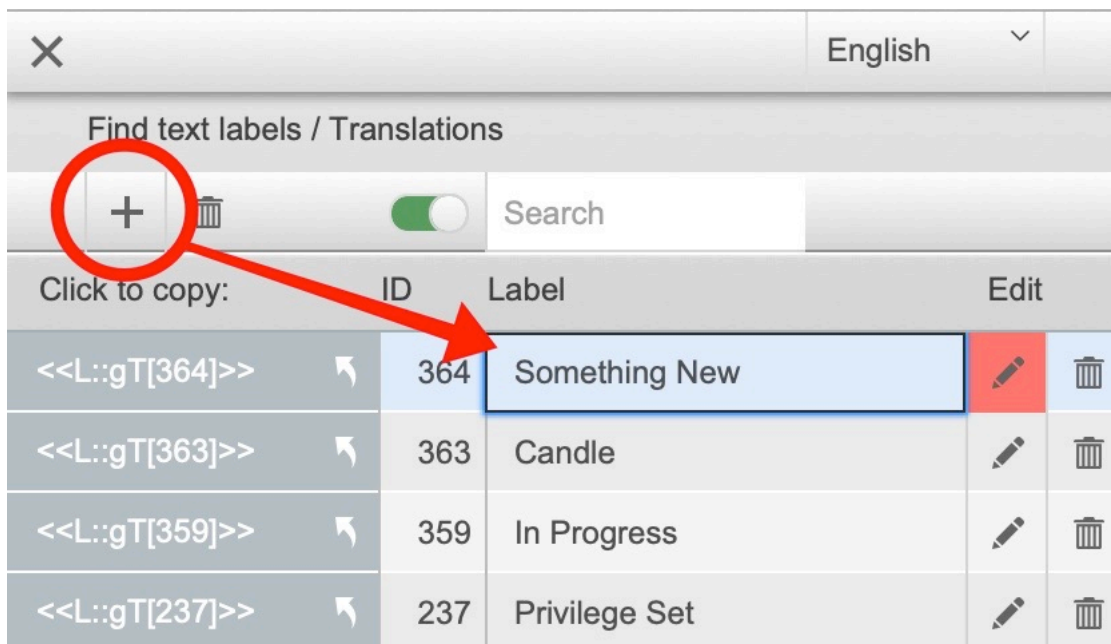 English
Find text labels / Translations
Search
Click to copy: ID Label Edit
<<L::gT[364]>> 364 Something New
<<L::gT[363]>> 363 Candle
<<L::gT[359]>> 359 In Progress
<<L::gT[237]>> 237 Privilege Set